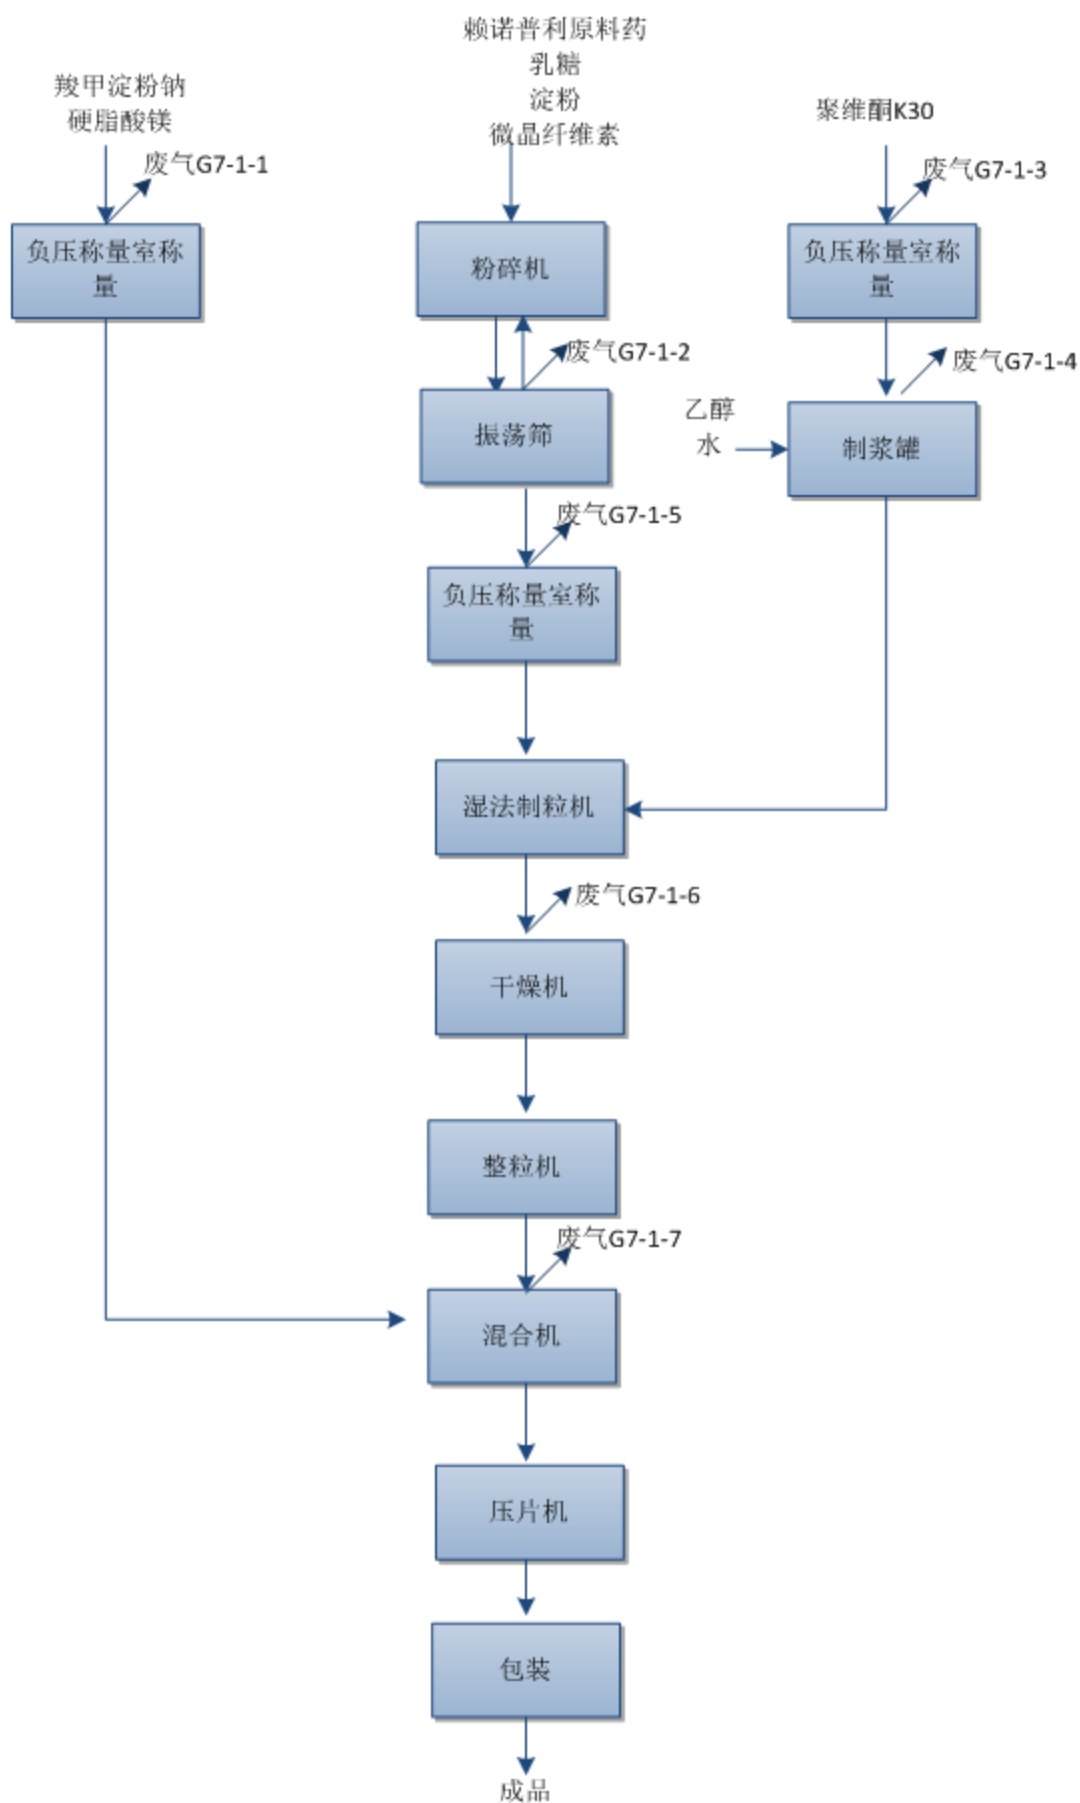 赖诺普利原料药
乳糖
淀粉
微晶纤维素
羧甲淀粉钠
硬脂酸镁
聚维酮K30
废气G7-1-1
废气G7-1-3
负压称量室称
量
粉碎机
负压称量室称
量
废气G7-1-2
废气G7-1-4
乙醇
水
振荡筛
制浆罐
废气G7-1-5
负压称量室称
量
湿法制粒机
废气G7-1-6
干燥机
整粒机
废气G7-1-7
混合机
压片机
包装
成品